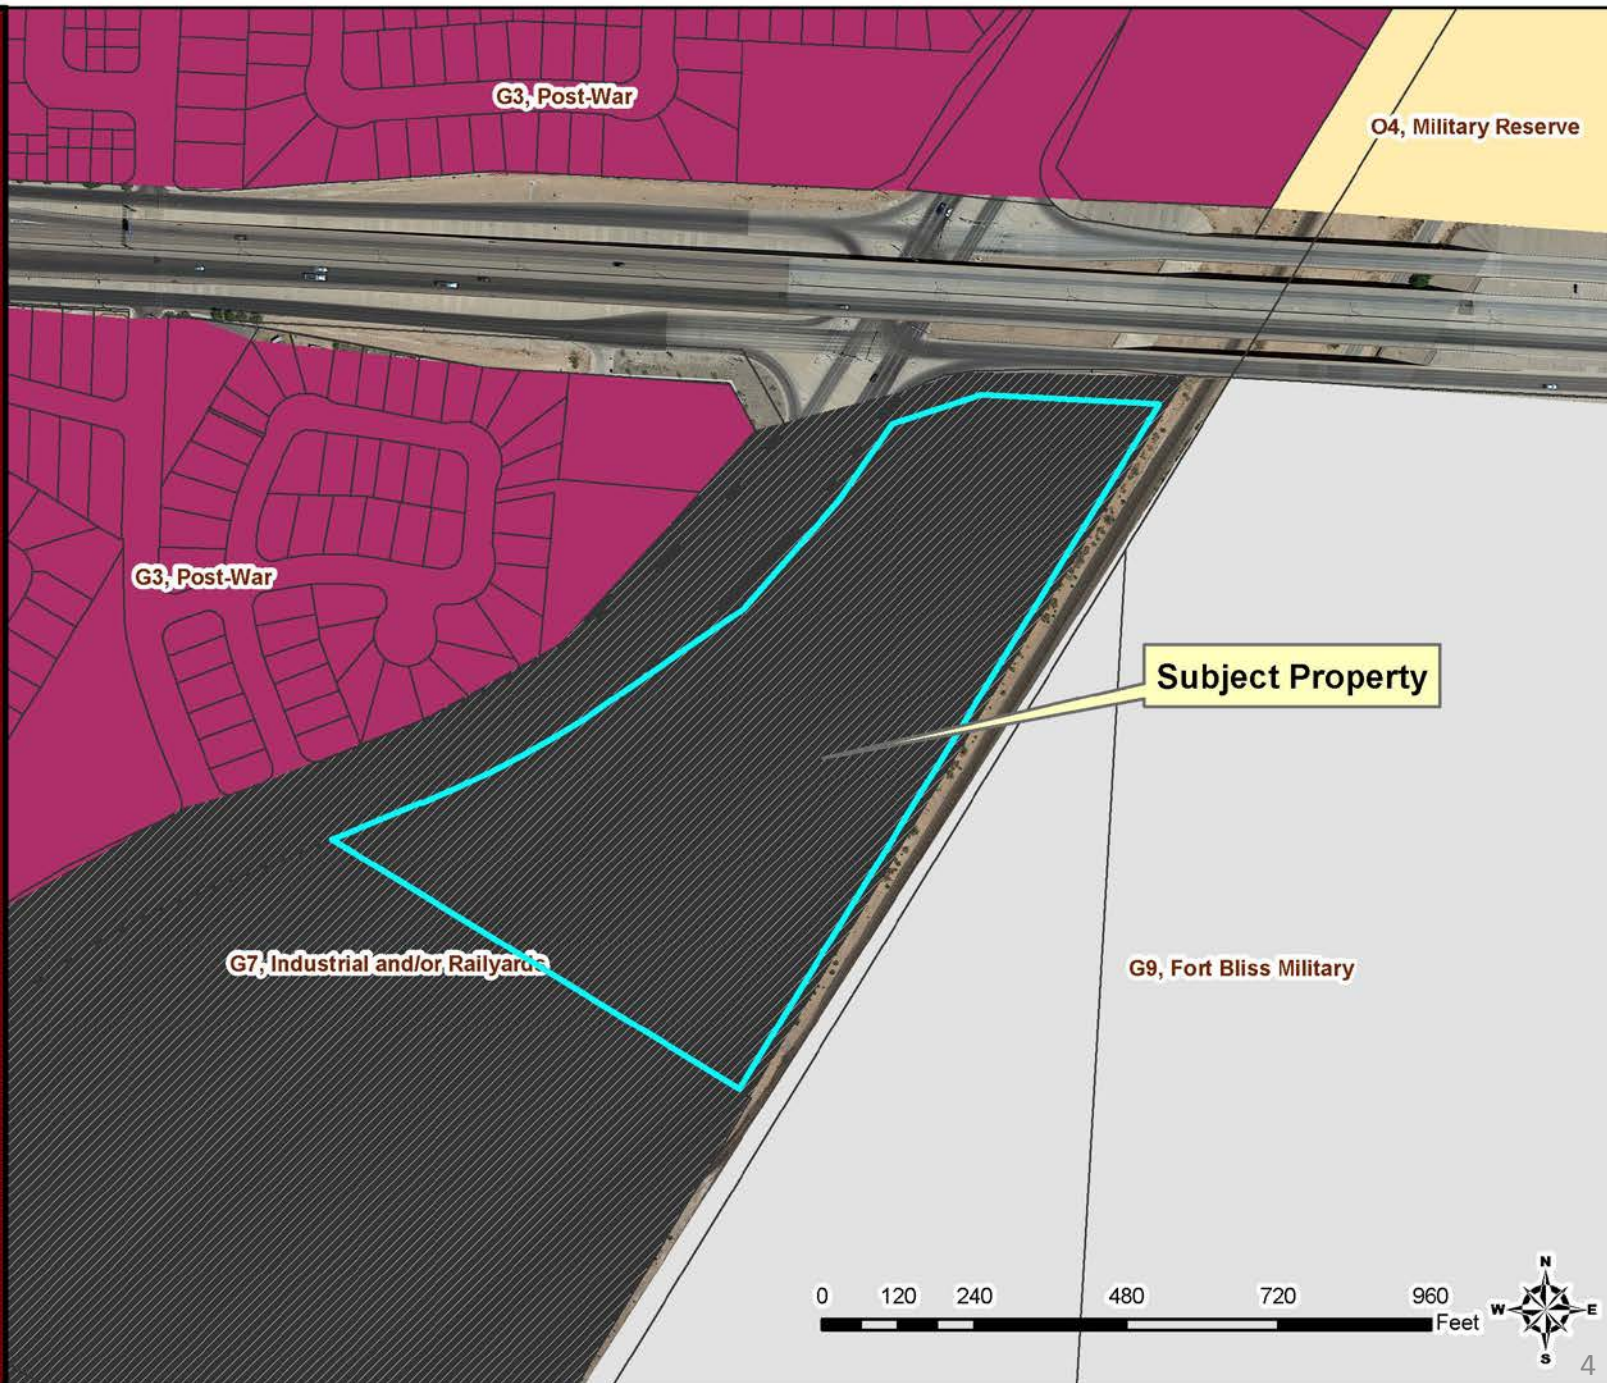 G3, Post-War
O4, Military Reserve
G3, Post-War
Subject Property
G7, Industrial and/or Railyards
G9, Fort Bliss Military
0 120 240 480 720 960
Feet
N
W E
S
4